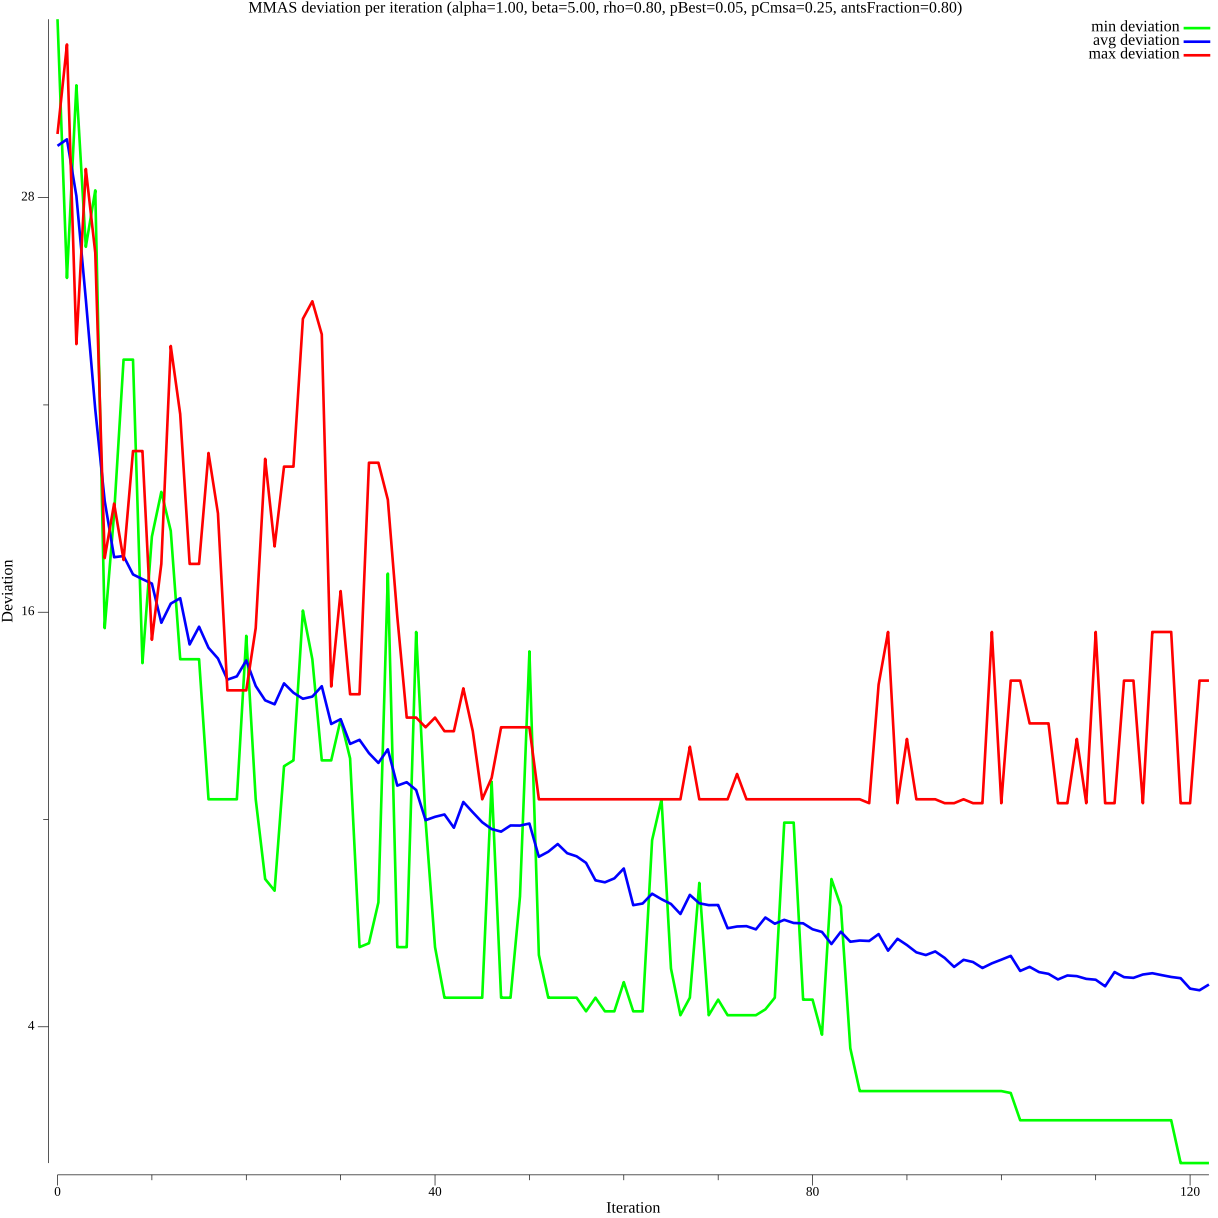 MMAS deviation per iteration (alpha=1.00, beta=5.00, rho=0.80, pBest=0.05, pCmsa=0.25, antsFraction=0.80)
min deviation
avg deviation
max deviation
28
16
4
Deviation
0
40
80
120
Iteration